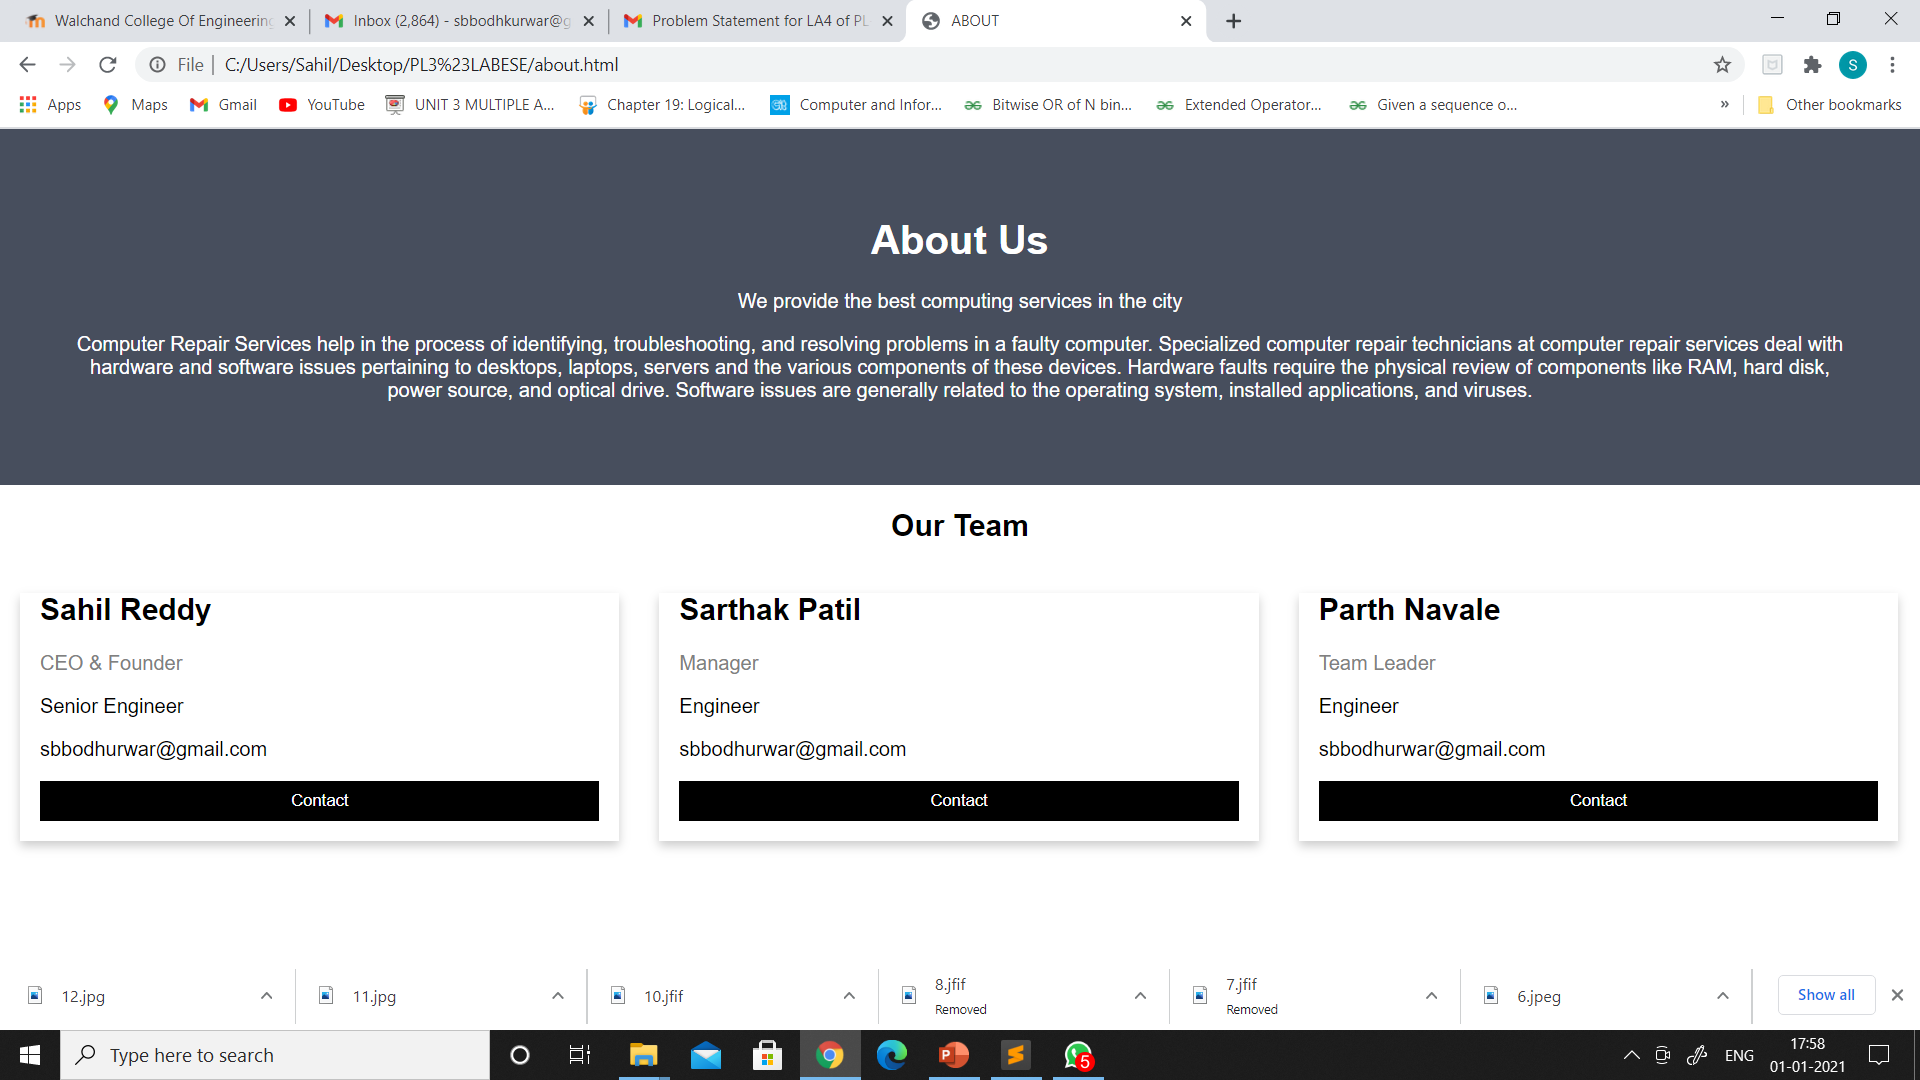 Walchand College Of Engineering
Inbox (2,864) - sbbodhkurwar@g
Problem Statement for LA4 of PL
ABOUT
File
C:/Users/Sahil/Desktop/PL3%23LABESE/about.html
S
Apps
Maps
Gmail
YouTube
UNIT 3 MULTIPLE A...
Chapter 19: Logical...
Computer and Infor...
Bitwise OR of N bin...
Extended Operator...
Given a sequence o...
»
Other bookmarks
About Us
We provide the best computing services in the city
Computer Repair Services help in the process of identifying, troubleshooting, and resolving problems in a faulty computer. Specialized computer repair technicians at computer repair services deal with
hardware and software issues pertaining to desktops, laptops, servers and the various components of these devices. Hardware faults require the physical review of components like RAM, hard disk,
power source, and optical drive. Software issues are generally related to the operating system, installed applications, and viruses.
Our Team
Sahil Reddy
CEO & Founder
Senior Engineer
sbbodhurwar@gmail.com
Contact
Sarthak Patil
Manager
Engineer
sbbodhurwar@gmail.com
Contact
Parth Navale
Team Leader
Engineer
sbbodhurwar@gmail.com
Contact
12.jpg
11.jpg
10.jfif
8.jfif
Removed
7.jfif
Removed
6.jpeg
Show all
Type here to search
5
ENG
17:58
01-01-2021